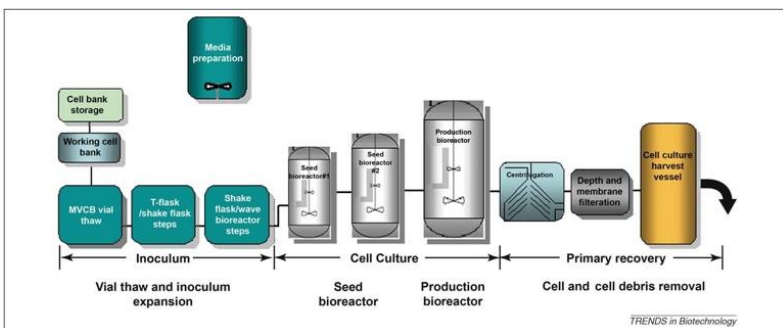 Media
preparation
Cell bank
storage
Working cell
bank
MVCB vial
thaw
T-flask
/shake flask
steps
Shake
flask/wave
bioreactor
steps
Seed
bioreactor#1
Seed
bioreactor
#2
Production
bioreactor
Centrifugation
Depth and
membrane
filteration
Cell culture
harvest
vessel
Inoculum
Cell Culture
Primary recovery
Vial thaw and inoculum
expansion
Seed
bioreactor
Production
bioreactor
Cell and cell debris removal
TRENDS in Biotechnology